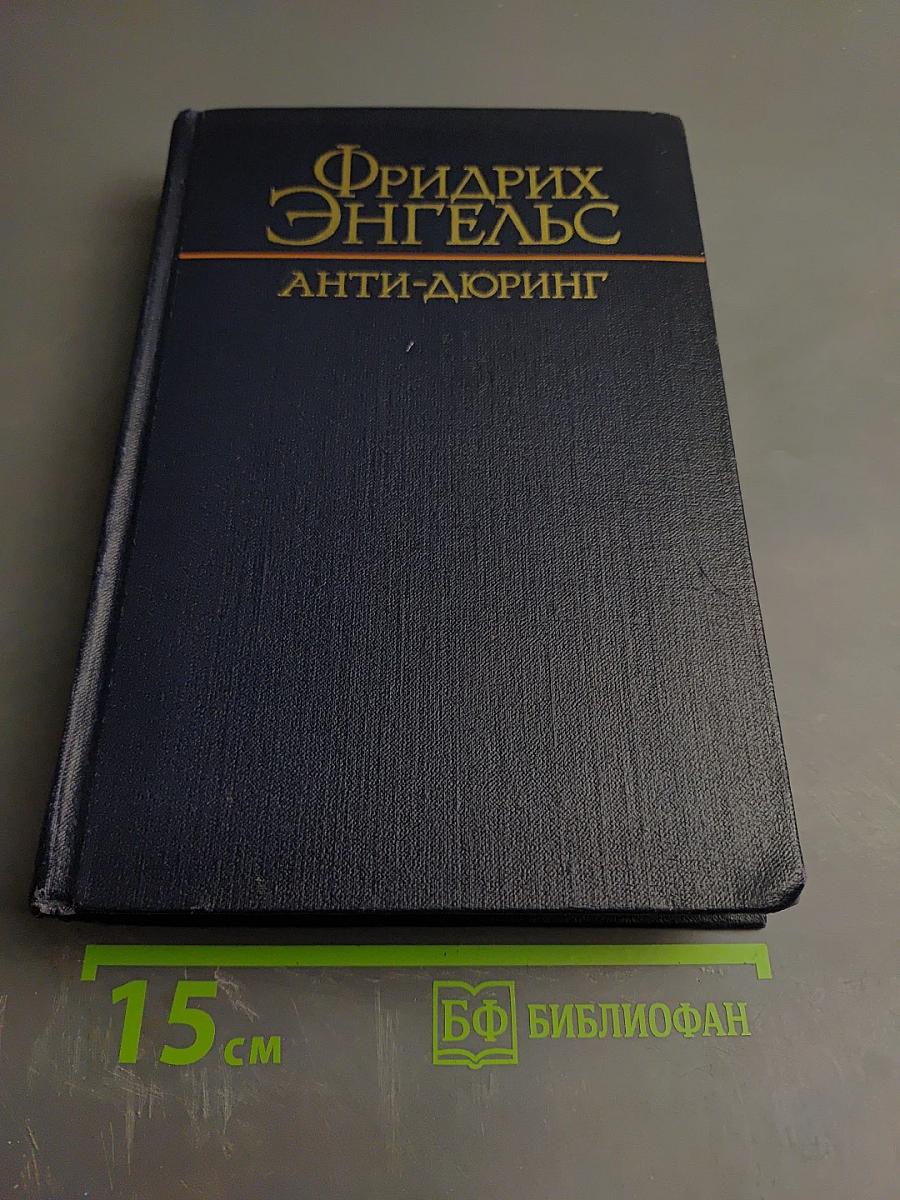 Фридрих
Энгельс
Анти-Дюринг
15 см
БФ БИБЛИОФАН